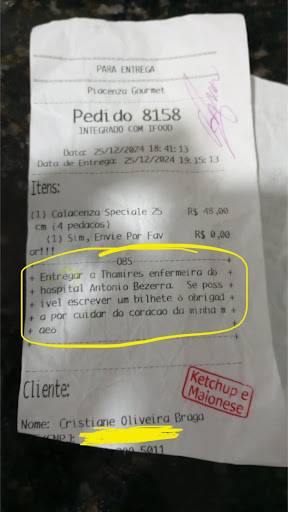 PARA ENTREGA
Piacenza Gourmet
Pedido 8158
INTEGRADO COM IFOOD
Data: 25/12/2024 18:41:13
Data de Entrega: 25/12/2024 19:15:13
Itens:
(1) Calacenza Speciale 25 R$ 48,00
cm (4 pedacos)
(1) Sim, Envie Por Fav R$ 0,00
or!!!
OBS
+ Entregar a Thamires enfermeira do +
+ hospital Antonio Bezerra. Se poss +
+ ivel escrever um bilhete o obrigad +
+ a por cuidar do coracao da minha m +
+ aeo +
Cliente:
Ketchup e
Maionese
Nome: Cristiane Oliveira Braga